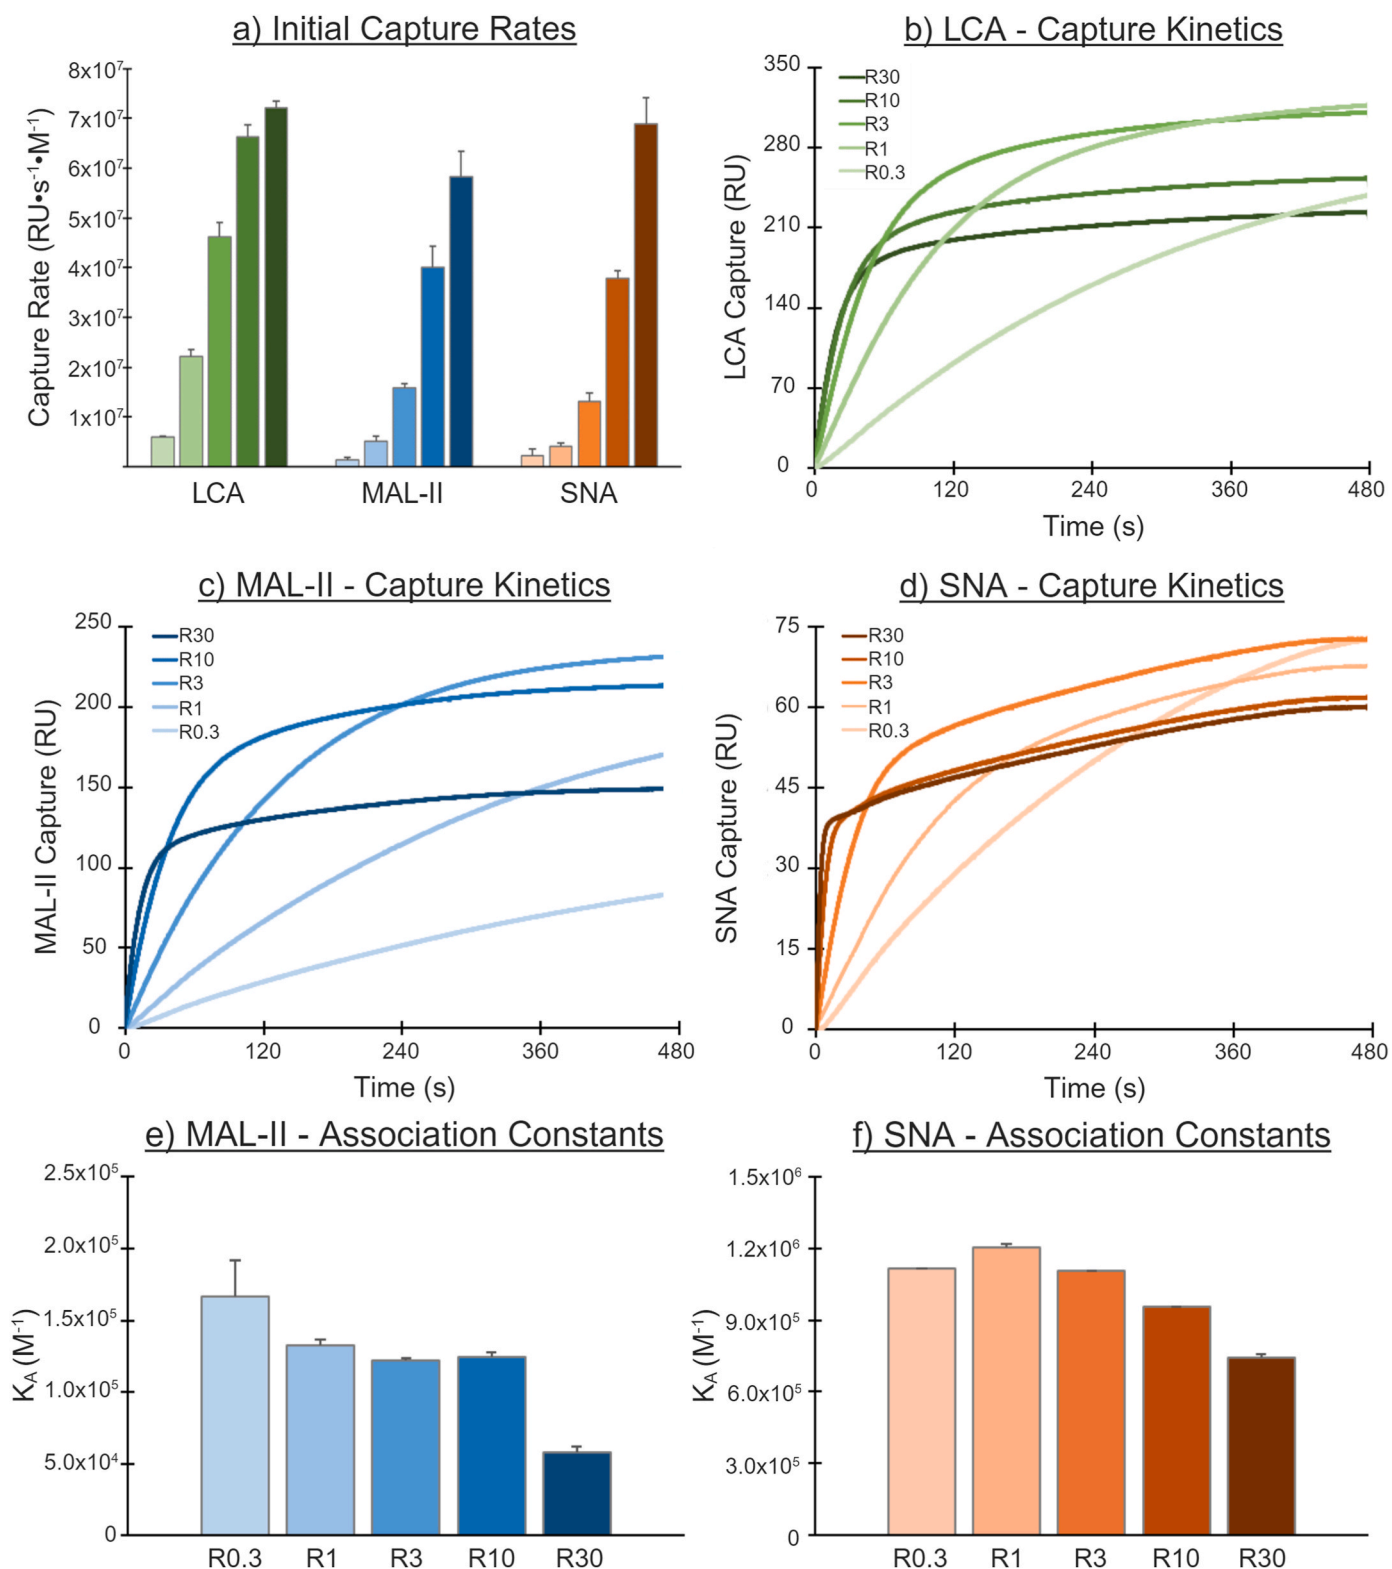 a) Initial Capture Rates
Capture Rate (RU•s⁻¹•M⁻¹)
8x10⁷
7x10⁷
6x10⁷
5x10⁷
4x10⁷
3x10⁷
2x10⁷
1x10⁷
LCA MAL-II SNA
b) LCA - Capture Kinetics
LCA Capture (RU)
350
280
210
140
70
0
R30
R10
R3
R1
R0.3
0 120 240 360 480
Time (s)
c) MAL-II - Capture Kinetics
MAL-II Capture (RU)
250
200
150
100
50
0
R30
R10
R3
R1
R0.3
0 120 240 360 480
Time (s)
d) SNA - Capture Kinetics
SNA Capture (RU)
75
60
45
30
15
0
R30
R10
R3
R1
R0.3
0 120 240 360 480
Time (s)
e) MAL-II - Association Constants
K_A (M⁻¹)
2.5x10⁵
2.0x10⁵
1.5x10⁵
1.0x10⁵
5.0x10⁴
0
R0.3 R1 R3 R10 R30
f) SNA - Association Constants
K_A (M⁻¹)
1.5x10⁶
1.2x10⁶
9.0x10⁵
6.0x10⁵
3.0x10⁵
0
R0.3 R1 R3 R10 R30